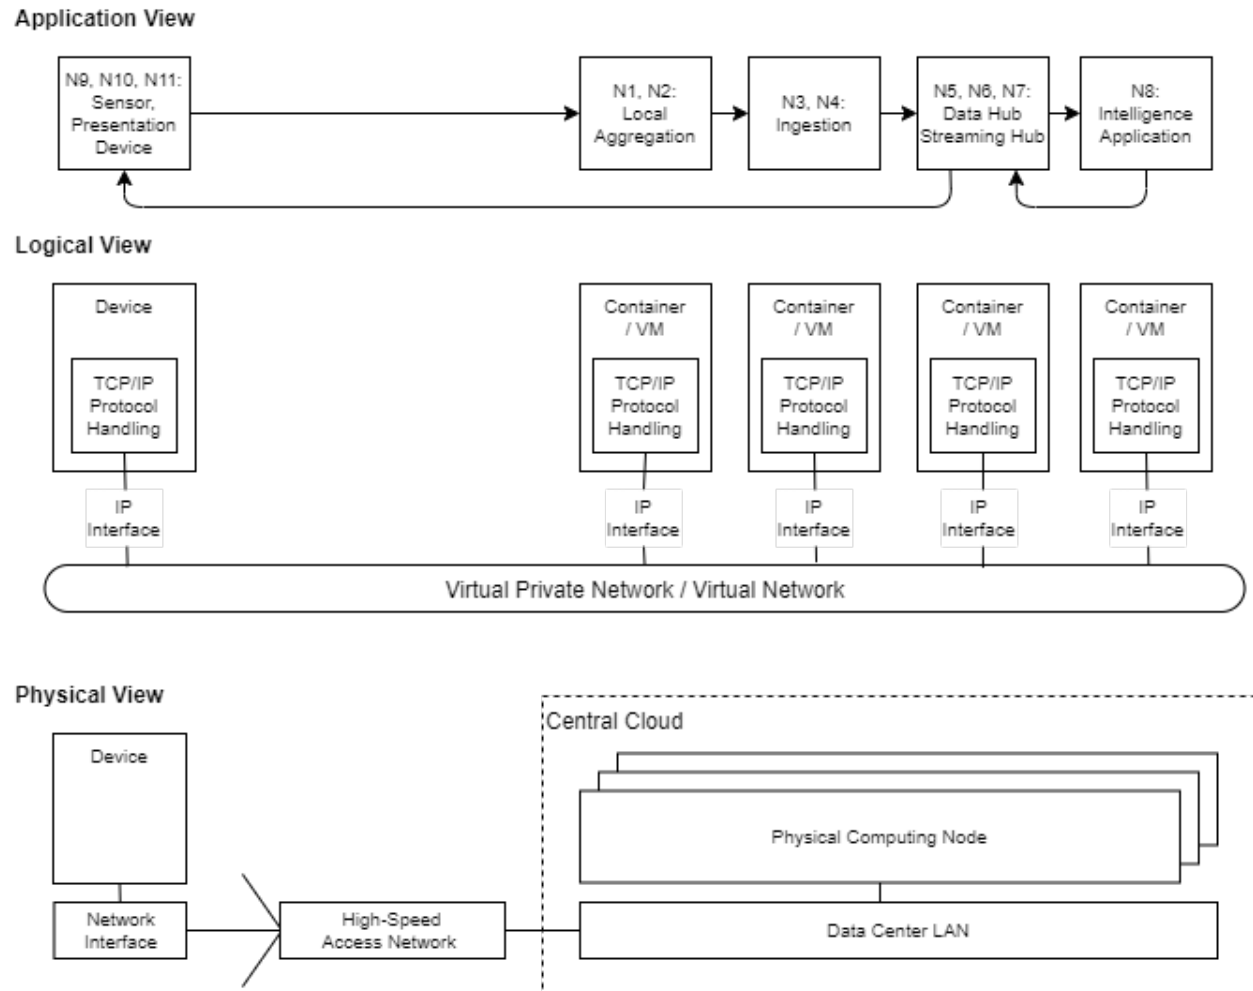 Application View
N9, N10, N11:
Sensor,
Presentation
Device
N1, N2:
Local
Aggregation
N3, N4:
Ingestion
N5, N6, N7:
Data Hub
Streaming Hub
N8:
Intelligence
Application
Logical View
Device
TCP/IP
Protocol
Handling
IP
Interface
Container
/ VM
TCP/IP
Protocol
Handling
IP
Interface
Container
/ VM
TCP/IP
Protocol
Handling
IP
Interface
Container
/ VM
TCP/IP
Protocol
Handling
IP
Interface
Container
/ VM
TCP/IP
Protocol
Handling
IP
Interface
Virtual Private Network / Virtual Network
Physical View
Device
Network
Interface
High-Speed
Access Network
Central Cloud
Physical Computing Node
Data Center LAN